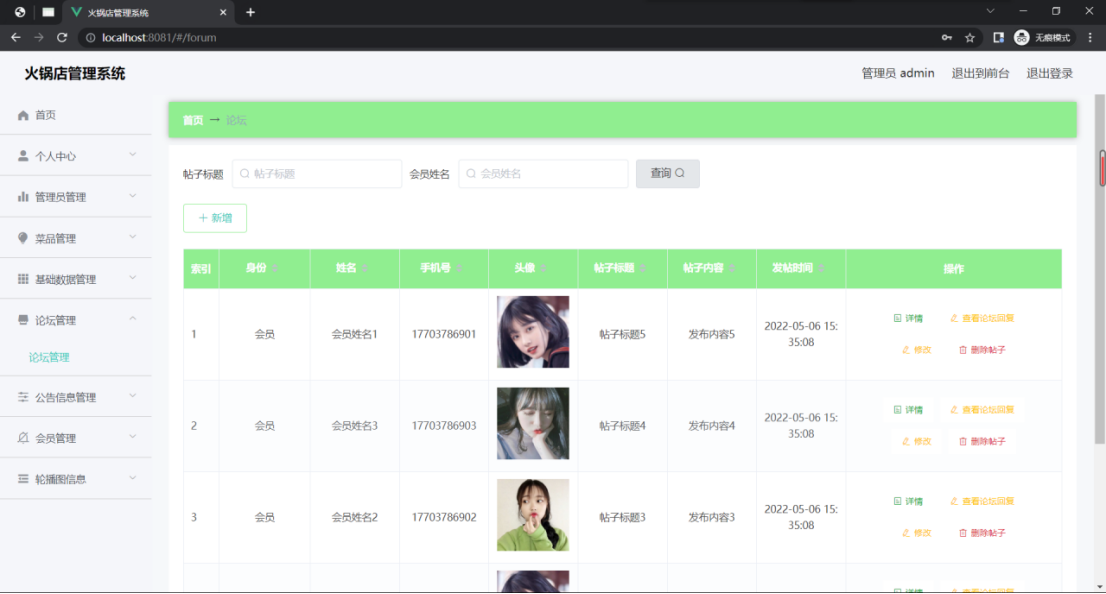 火锅店管理系统
localhost:8081/#/forum
无痕模式
火锅店管理系统
管理员 admin 退出到前台 退出登录
首页
个人中心
管理员管理
菜品管理
基础数据管理
论坛管理
论坛管理
公告信息管理
会员管理
轮播图信息
首页 → 论坛
帖子标题 帖子标题 会员姓名 会员姓名 查询
+ 新增
索引 身份 姓名 手机号 头像 帖子标题 帖子内容 发帖时间 操作
1 会员 会员姓名1 17703786901 帖子标题5 发布内容5 2022-05-06 15:
35:08
详情 查看论坛回复
修改 删除帖子
2 会员 会员姓名3 17703786903 帖子标题4 发布内容4 2022-05-06 15:
35:08
详情 查看论坛回复
修改 删除帖子
3 会员 会员姓名2 17703786902 帖子标题3 发布内容3 2022-05-06 15:
35:08
详情 查看论坛回复
修改 删除帖子